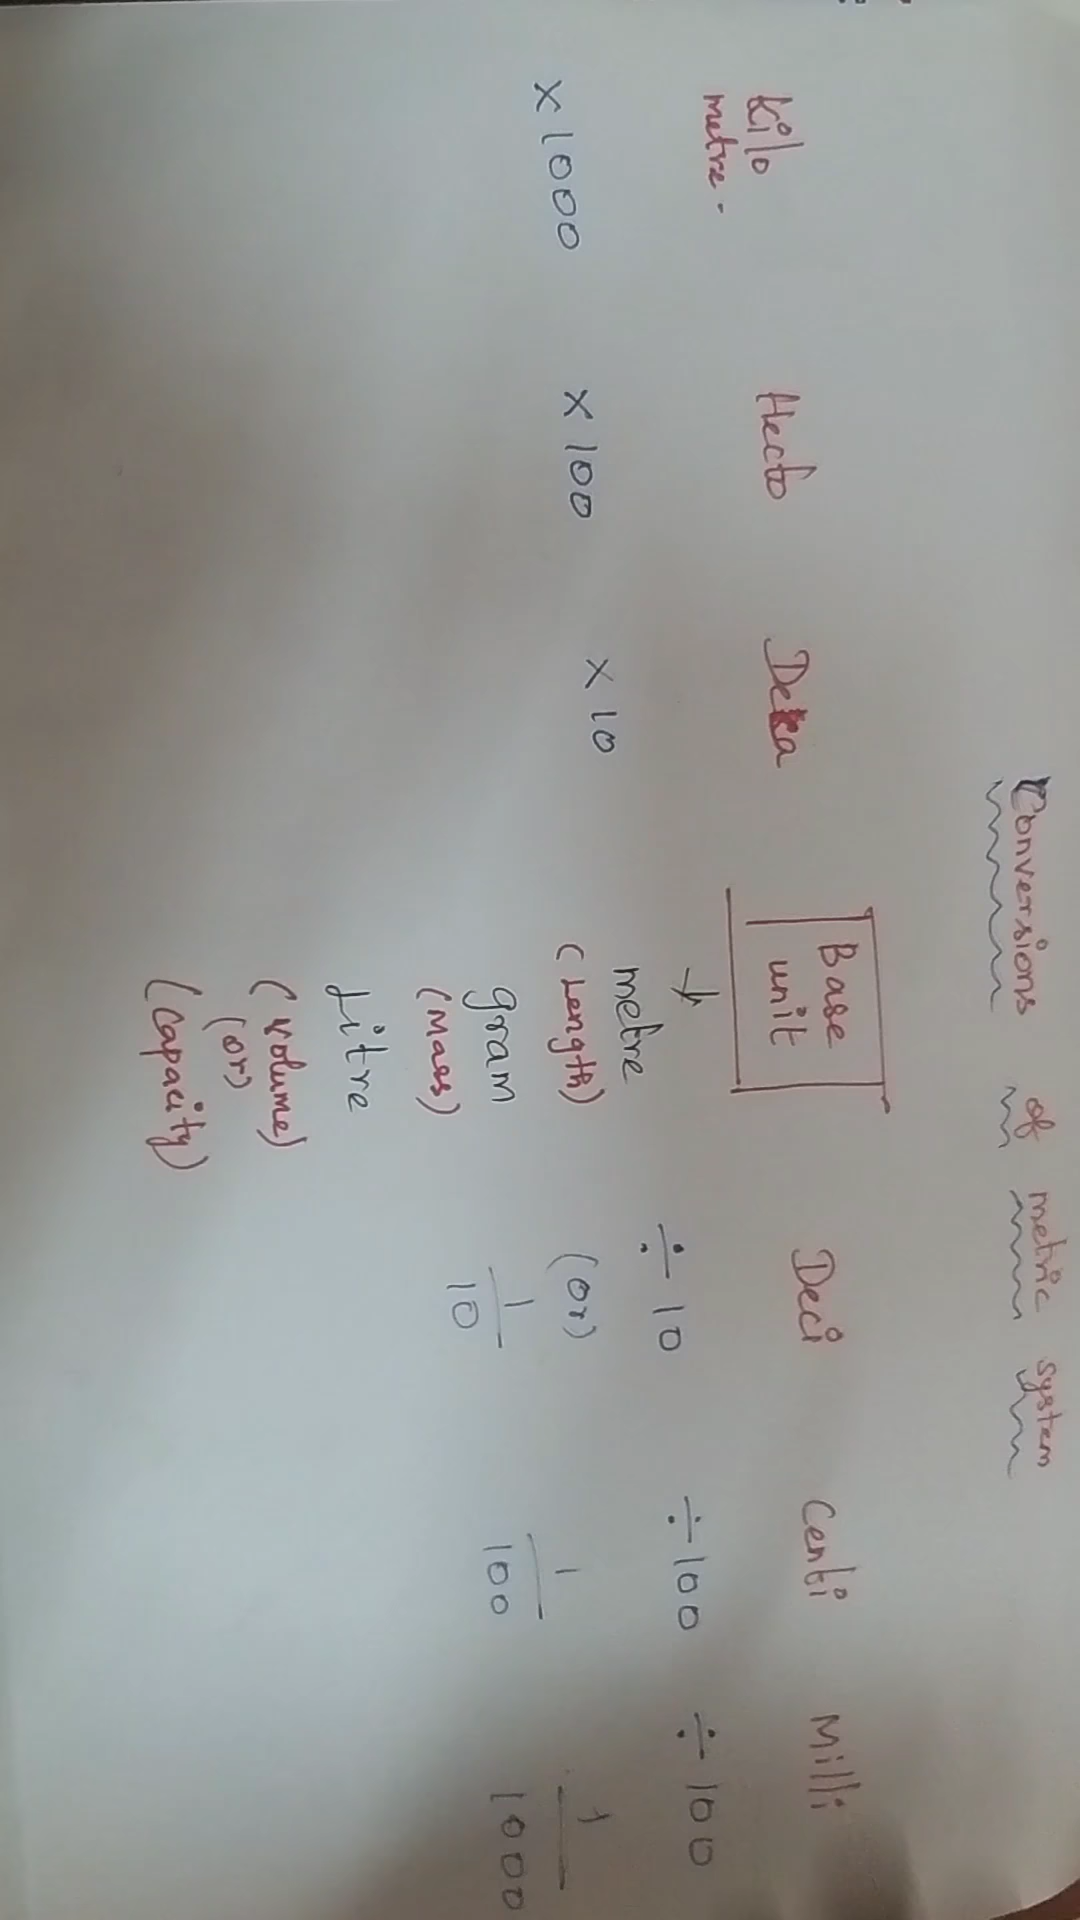 Conversions of metric system
Kilo metre. Hecto Deka Base unit Deci Centi Milli
x 1000 x 100 x 10 ↓ ÷ 10 ÷ 100 ÷ 100
metre (or) 1/100 1/1000
(Length) 1/10
gram
(Mass)
Litre
(volume)
(or)
(capacity)